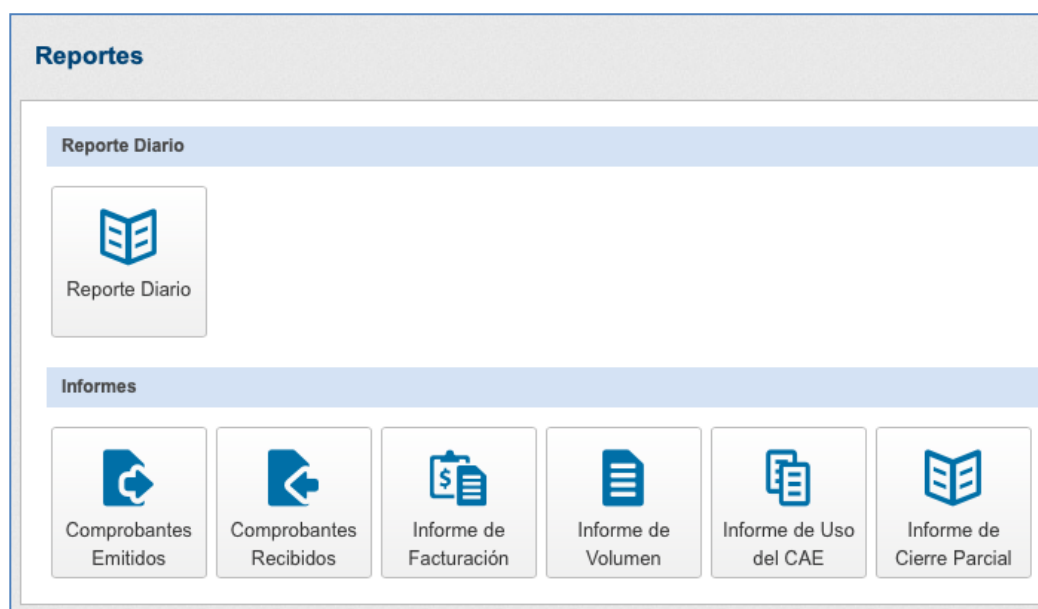 Reportes
Reporte Diario
Reporte Diario
Informes
Comprobantes
Emitidos
Comprobantes
Recibidos
$
Informe de
Facturación
Informe de
Volumen
Informe de Uso
del CAE
Informe de
Cierre Parcial